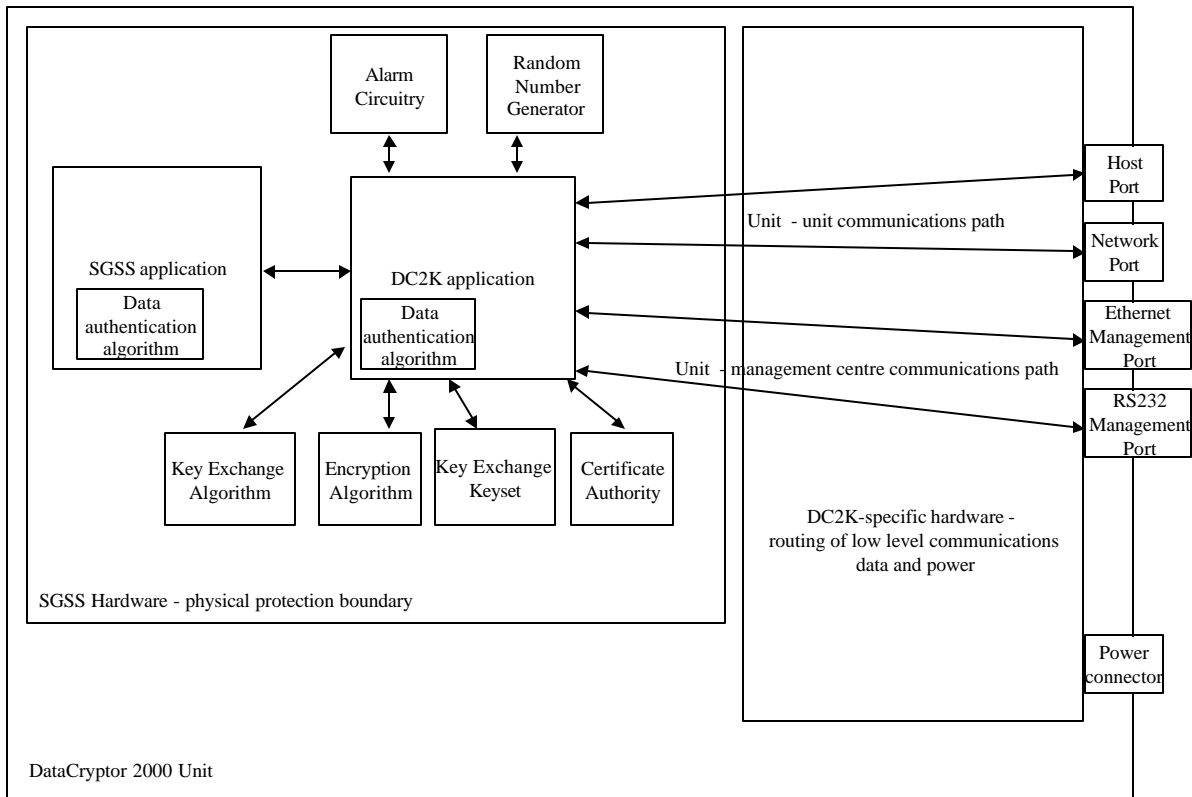 Alarm
Circuitry
Random
Number
Generator
Host
Port
Unit - unit communications path
Network
Port
SGSS application
DC2K application
Data
authentication
algorithm
Data
authentication
algorithm
Ethernet
Management
Port
Unit - management centre communications path
RS232
Management
Port
Key Exchange
Algorithm
Encryption
Algorithm
Key Exchange
Keyset
Certificate
Authority
DC2K-specific hardware -
routing of low level communications
data and power
SGSS Hardware - physical protection boundary
Power
connector
DataCryptor 2000 Unit